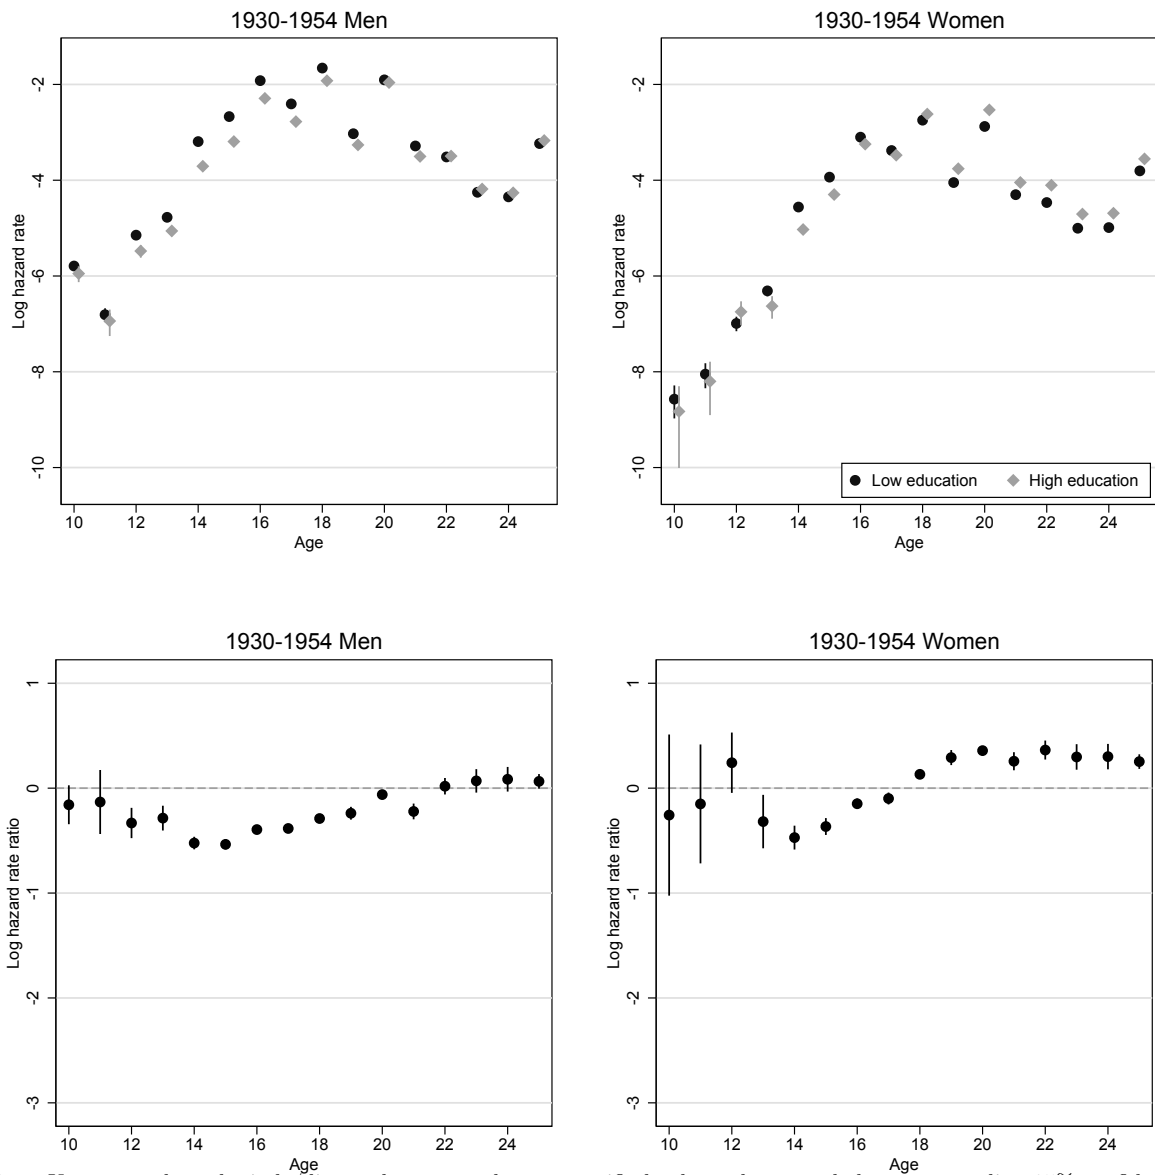 1930-1954 Men
Log hazard rate
-2
-4
-6
-8
-10
10 12 14 16 18 20 22 24
Age
1930-1954 Women
Log hazard rate
-2
-4
-6
-8
-10
Low education High education
10 12 14 16 18 20 22 24
Age
1930-1954 Men
Log hazard rate ratio
1
0
-1
-2
-3
10 12 14 16 18 20 22 24
Age
1930-1954 Women
Log hazard rate ratio
1
0
-1
-2
-3
10 12 14 16 18 20 22 24
Age